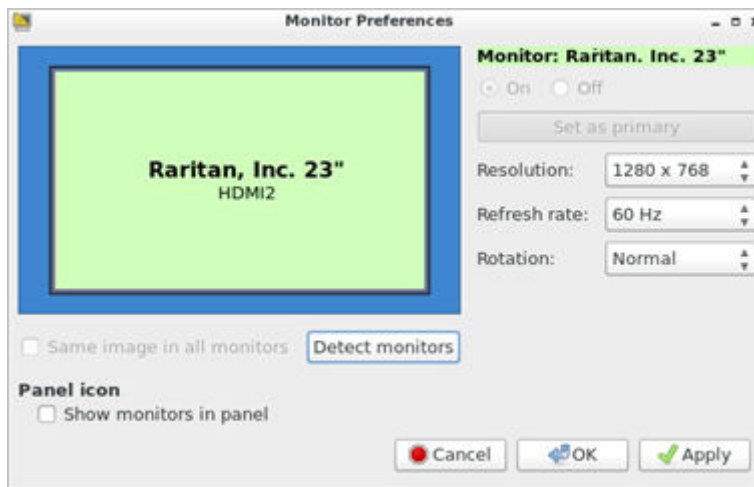 Monitor Preferences
Raritan, Inc. 23"
HDMI2
Monitor: Raritan. Inc. 23"
On Off
Set as primary
Resolution: 1280 x 768
Refresh rate: 60 Hz
Rotation: Normal
Same image in all monitors Detect monitors
Panel icon
Show monitors in panel
Cancel OK Apply